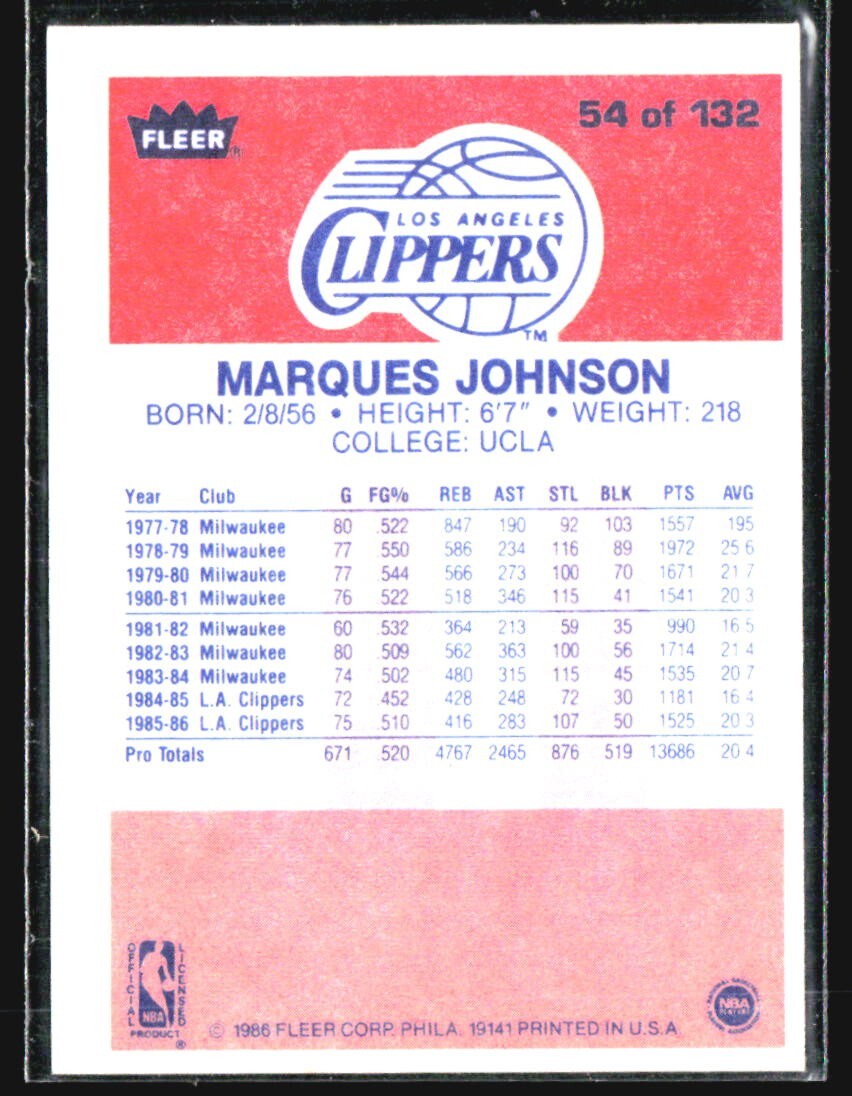 54 of 132
FLEER®
LOS ANGELES
CLIPPERS
TM
MARQUES JOHNSON
BORN: 2/8/56 • HEIGHT: 6'7" • WEIGHT: 218
COLLEGE: UCLA
Year Club G FG% REB AST STL BLK PTS AVG
1977-78 Milwaukee 80 .522 847 190 92 103 1557 195
1978-79 Milwaukee 77 .550 586 234 116 89 1972 25 6
1979-80 Milwaukee 77 .544 566 273 100 70 1671 21 7
1980-81 Milwaukee 76 .522 518 346 115 41 1541 20 3
1981-82 Milwaukee 60 .532 364 213 59 35 990 16 5
1982-83 Milwaukee 80 .509 562 363 100 56 1714 21 4
1983-84 Milwaukee 74 .502 480 315 115 45 1535 20 7
1984-85 L.A. Clippers 72 .452 428 248 72 30 1181 16 4
1985-86 L.A. Clippers 75 .510 416 283 107 50 1525 20 3
Pro Totals 671 .520 4767 2465 876 519 13686 20 4
OFFICIAL
LICENSED
NBA
PRODUCT
®
NBA
PLAYERS
© 1986 FLEER CORP. PHILA. 19141 PRINTED IN U.S.A.